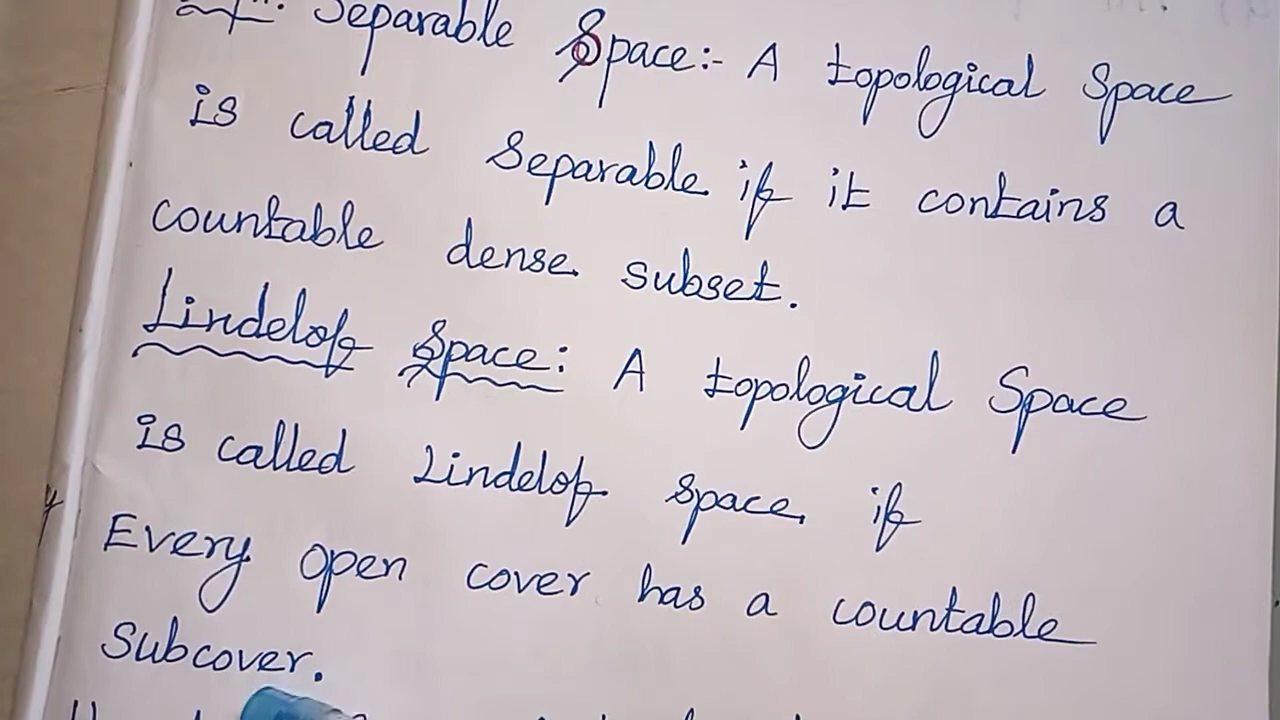 Separable Space:- A topological Space
is called Separable if it contains a
countable dense subset.
Lindelof Space: A topological Space
is called Lindelof space, if
Every open cover has a countable
Subcover.